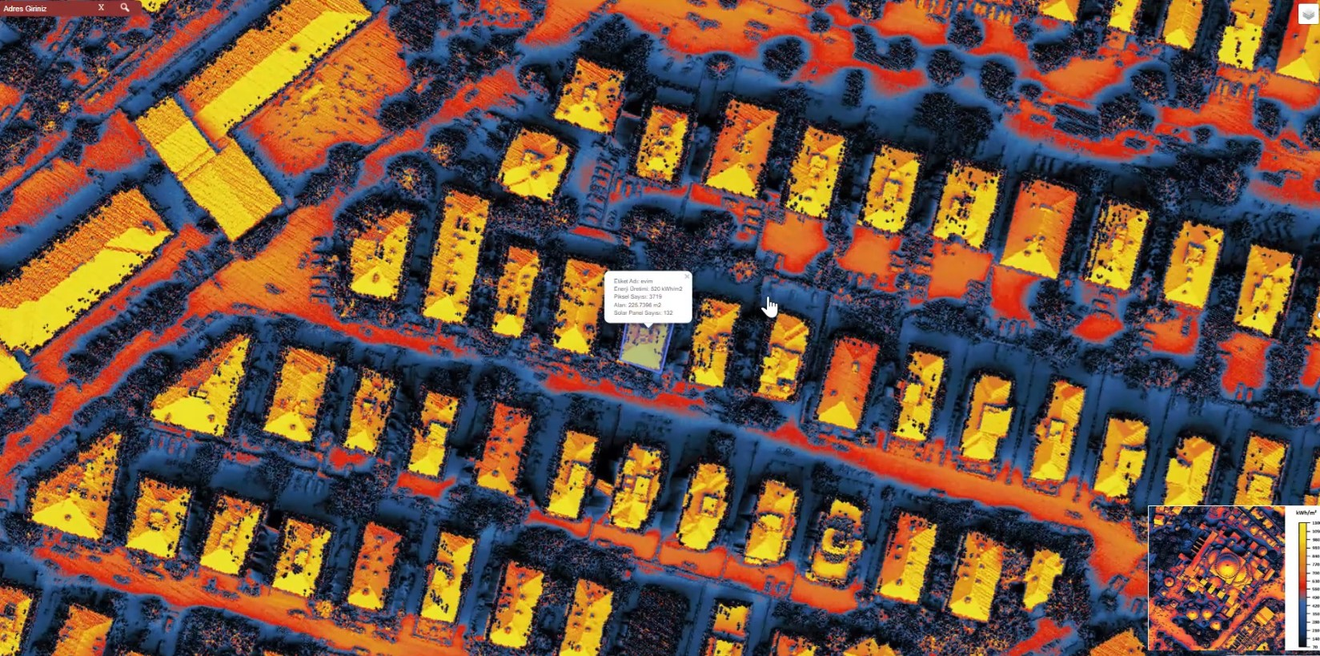 Adres Giriniz X
Etiket Adı: evim
Enerji Üretimi: 520 kWh/m2
Piksel Sayısı: 3719
Alan: 226.7396 m2
Solar Panel Sayısı: 132
kWh/m²